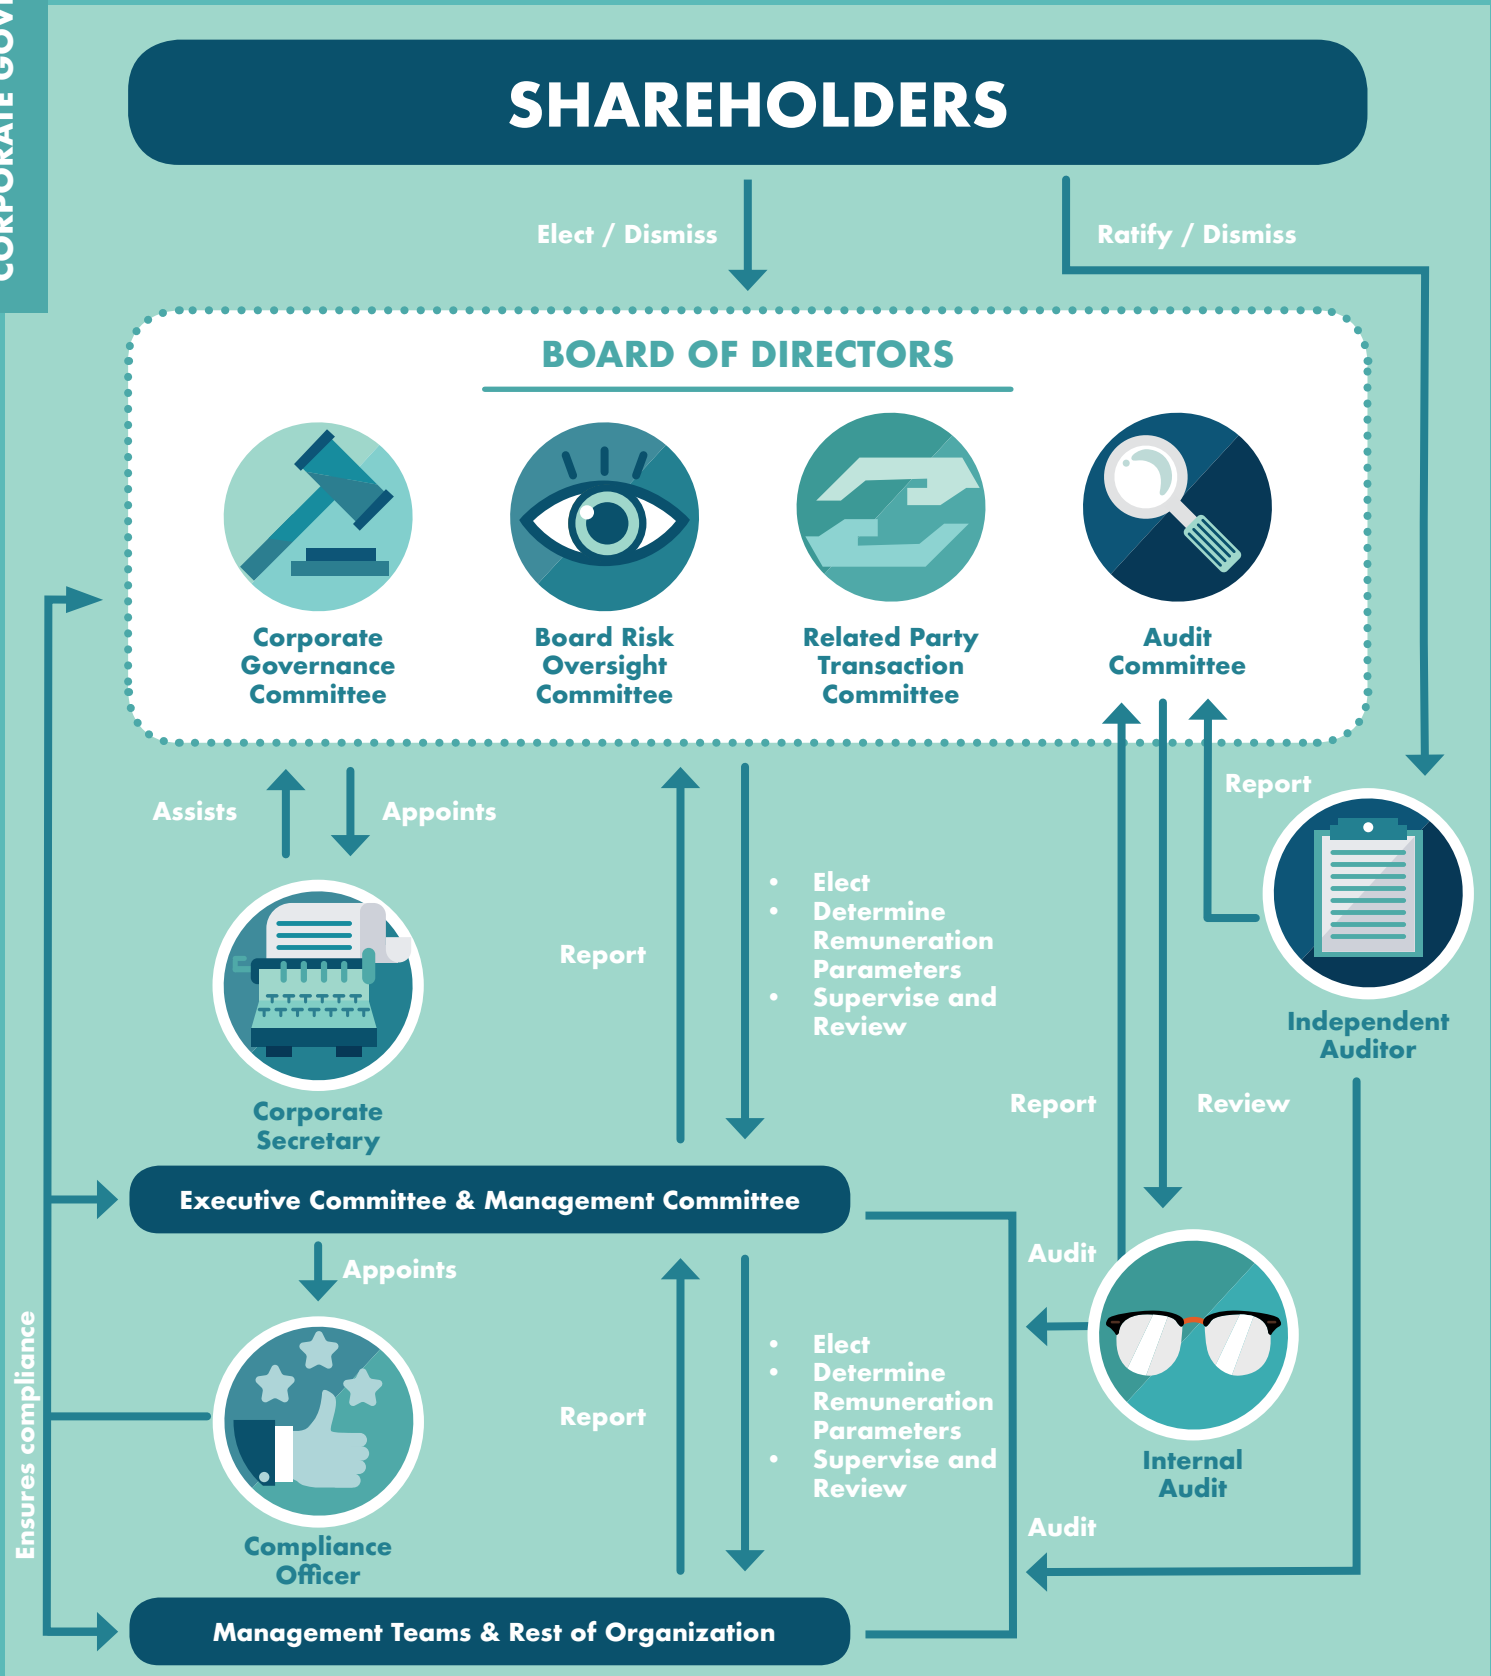 CORPORATE
SHAREHOLDERS
Elect / Dismiss
Ratify / Dismiss
BOARD OF DIRECTORS
Corporate
Governance
Committee
Board Risk
Oversight
Committee
Related Party
Transaction
Committee
Audit
Committee
Assists
Appoints
Report
Corporate
Secretary
Report
• Elect
• Determine
Remuneration
Parameters
• Supervise and
Review
Independent
Auditor
Report
Review
Executive Committee & Management Committee
Appoints
Audit
Internal
Audit
Ensures compliance
Compliance
Officer
Report
• Elect
• Determine
Remuneration
Parameters
• Supervise and
Review
Audit
Management Teams & Rest of Organization